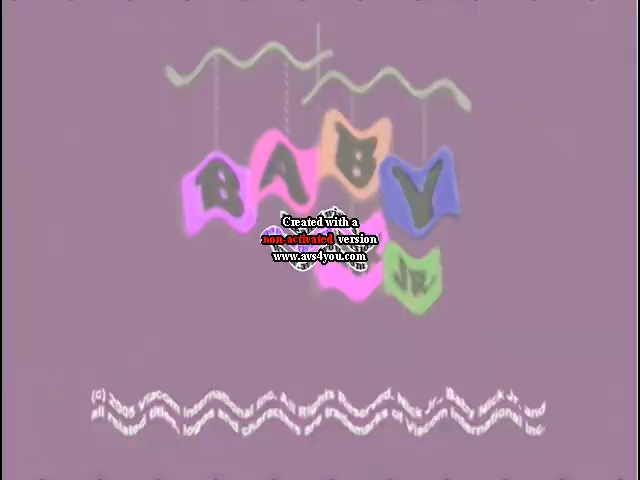 BABY
Created with a
non-activated version
www.avs4you.com
JR.
(c) 2005 Viacom International Inc. All Rights Reserved. Nick Jr., Baby Nick Jr. and
all related titles, logos and characters are trademarks of Viacom International Inc.